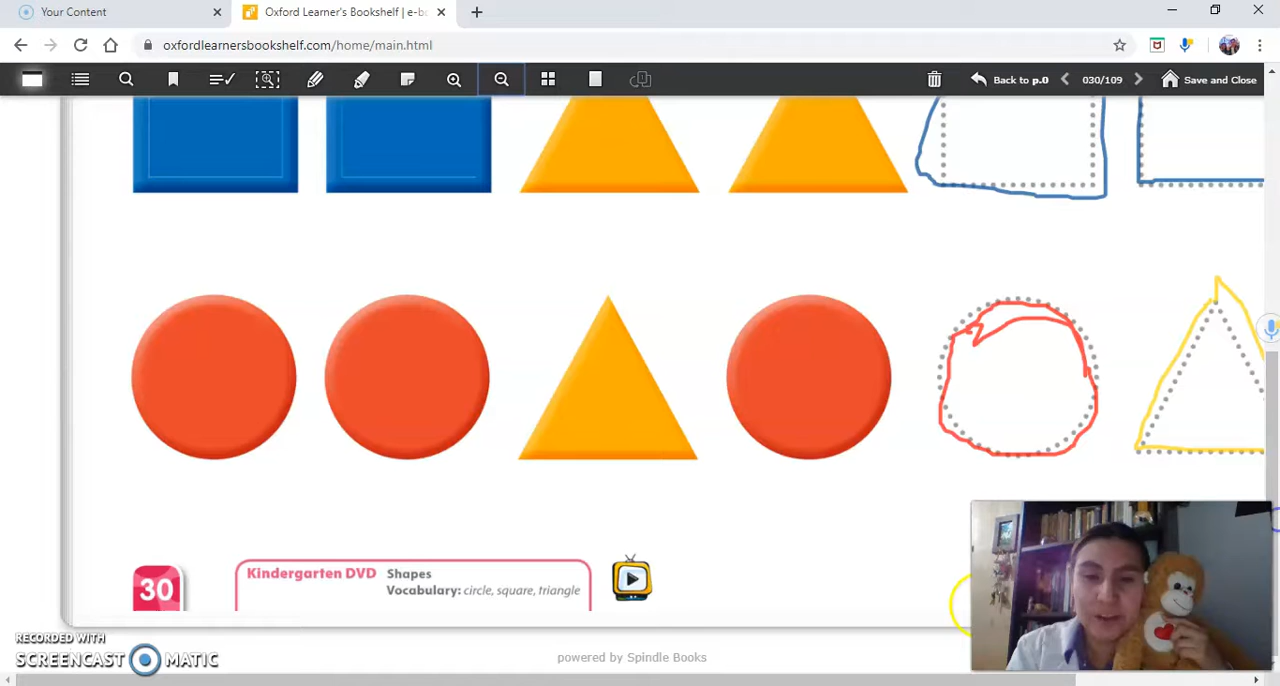 Your Content
Oxford Learner's Bookshelf | e-bo
oxfordlearnersbookshelf.com/home/main.html
Back to p.0
030/109
Save and Close
30
Kindergarten DVD Shapes
Vocabulary: circle, square, triangle
RECORDED WITH
SCREENCAST MATIC
powered by Spindle Books